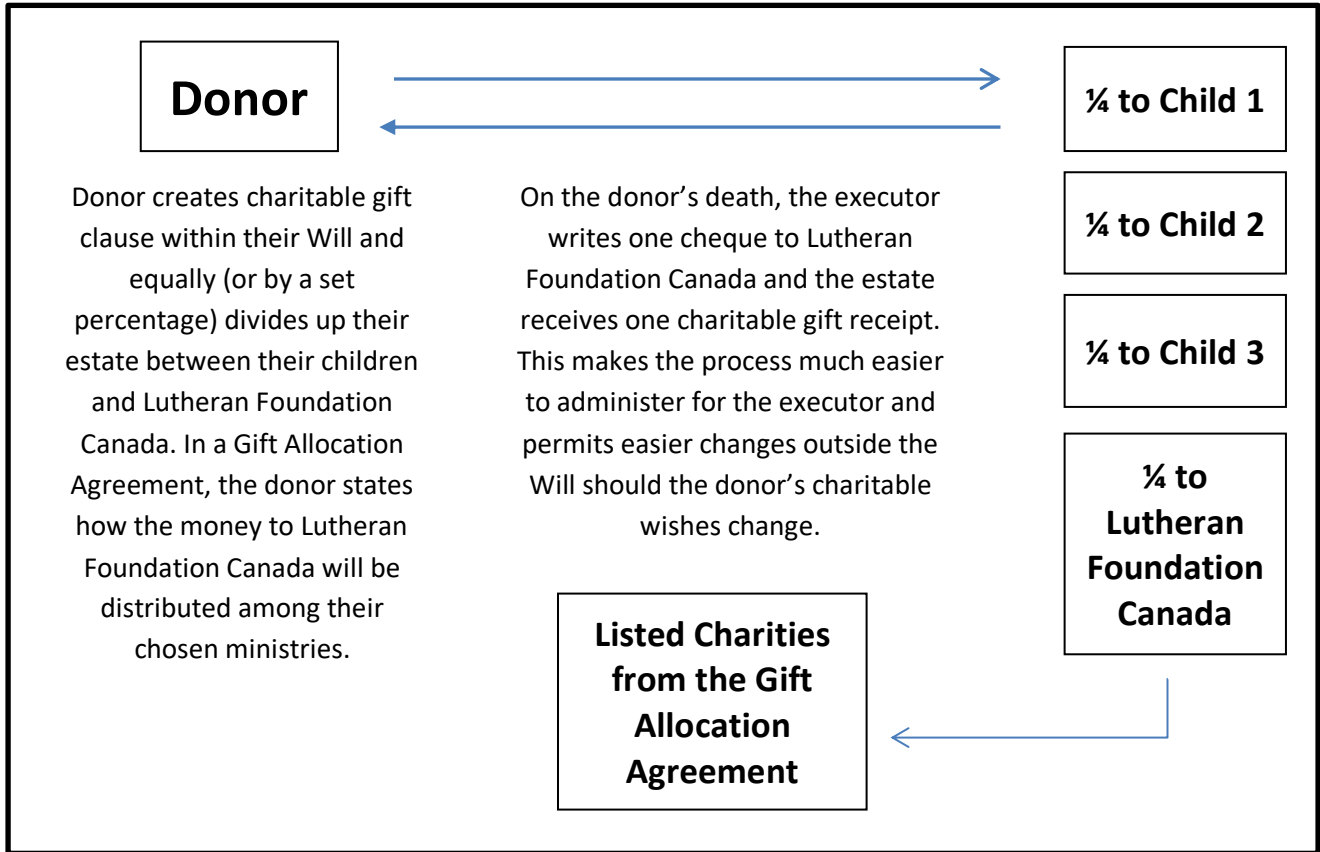 Donor
Donor creates charitable gift
clause within their Will and
equally (or by a set
percentage) divides up their
estate between their children
and Lutheran Foundation
Canada. In a Gift Allocation
Agreement, the donor states
how the money to Lutheran
Foundation Canada will be
distributed among their
chosen ministries.
On the donor’s death, the executor
writes one cheque to Lutheran
Foundation Canada and the estate
receives one charitable gift receipt.
This makes the process much easier
to administer for the executor and
permits easier changes outside the
Will should the donor’s charitable
wishes change.
¼ to Child 1
¼ to Child 2
¼ to Child 3
¼ to
Lutheran
Foundation
Canada
Listed Charities
from the Gift
Allocation
Agreement